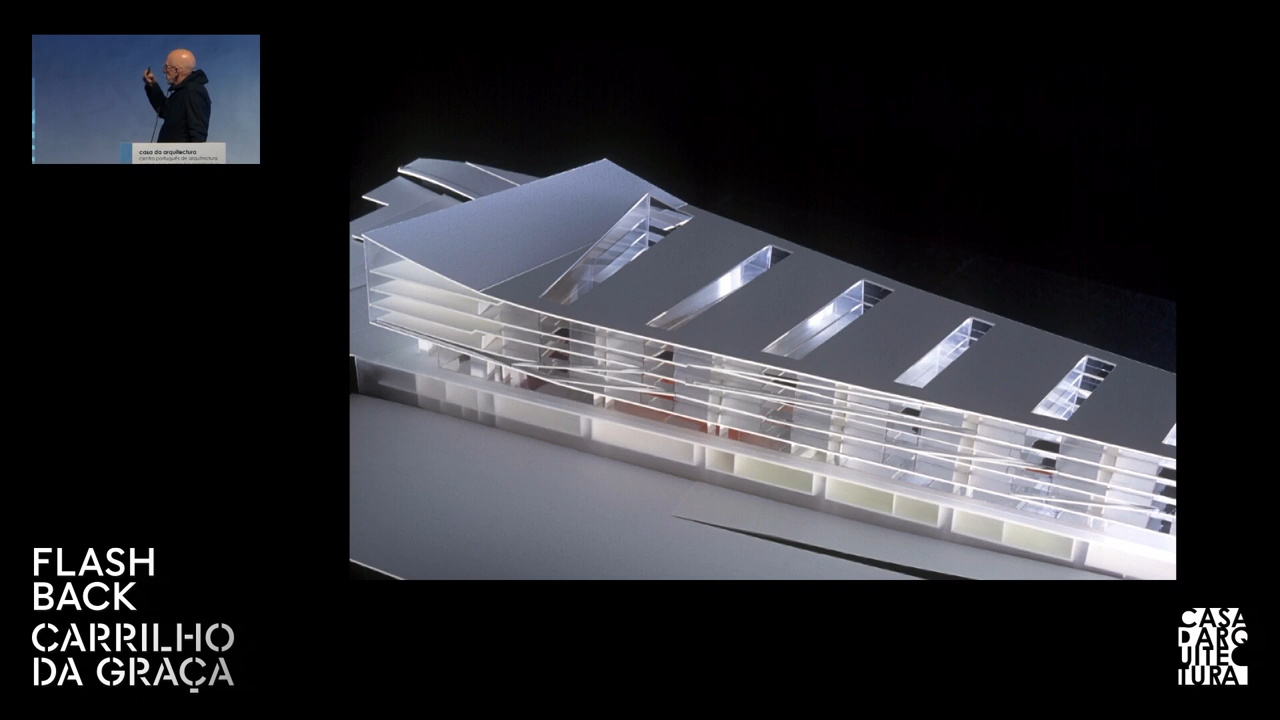 casa da arquitectura
centro português de arquitectura
FLASH
BACK
CARRILHO
DA GRAÇA
CASA
DARQ
UITEC
TURA